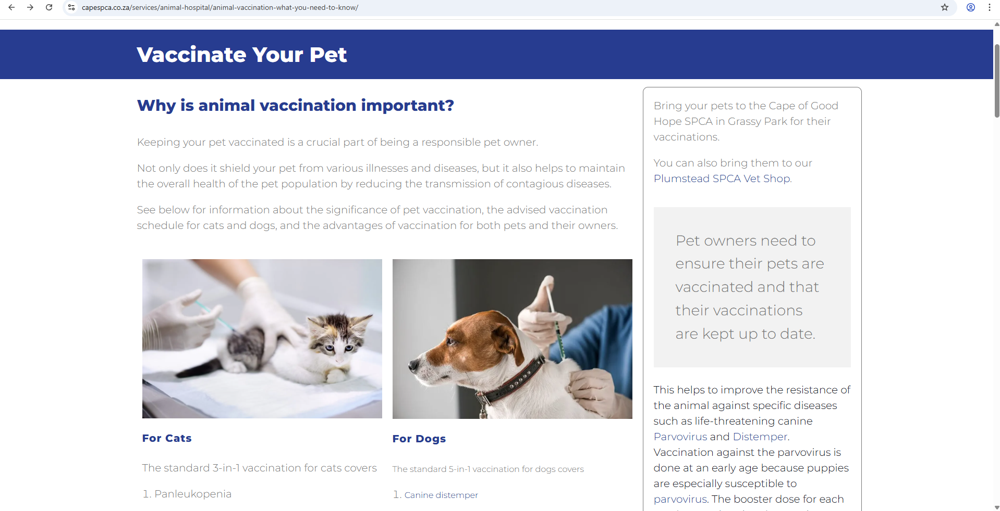 capespca.co.za/services/animal-hospital/animal-vaccination-what-you-need-to-know/
Vaccinate Your Pet
Why is animal vaccination important?
Keeping your pet vaccinated is a crucial part of being a responsible pet owner.
Not only does it shield your pet from various illnesses and diseases, but it also helps to maintain
the overall health of the pet population by reducing the transmission of contagious diseases.
See below for information about the significance of pet vaccination, the advised vaccination
schedule for cats and dogs, and the advantages of vaccination for both pets and their owners.
For Cats
The standard 3-in-1 vaccination for cats covers
1. Panleukopenia
For Dogs
The standard 5-in-1 vaccination for dogs covers
1. Canine distemper
Bring your pets to the Cape of Good
Hope SPCA in Grassy Park for their
vaccinations.
You can also bring them to our
Plumstead SPCA Vet Shop.
Pet owners need to
ensure their pets are
vaccinated and that
their vaccinations
are kept up to date.
This helps to improve the resistance of
the animal against specific diseases
such as life-threatening canine
Parvovirus and Distemper.
Vaccination against the parvovirus is
done at an early age because puppies
are especially susceptible to
parvovirus. The booster dose for each